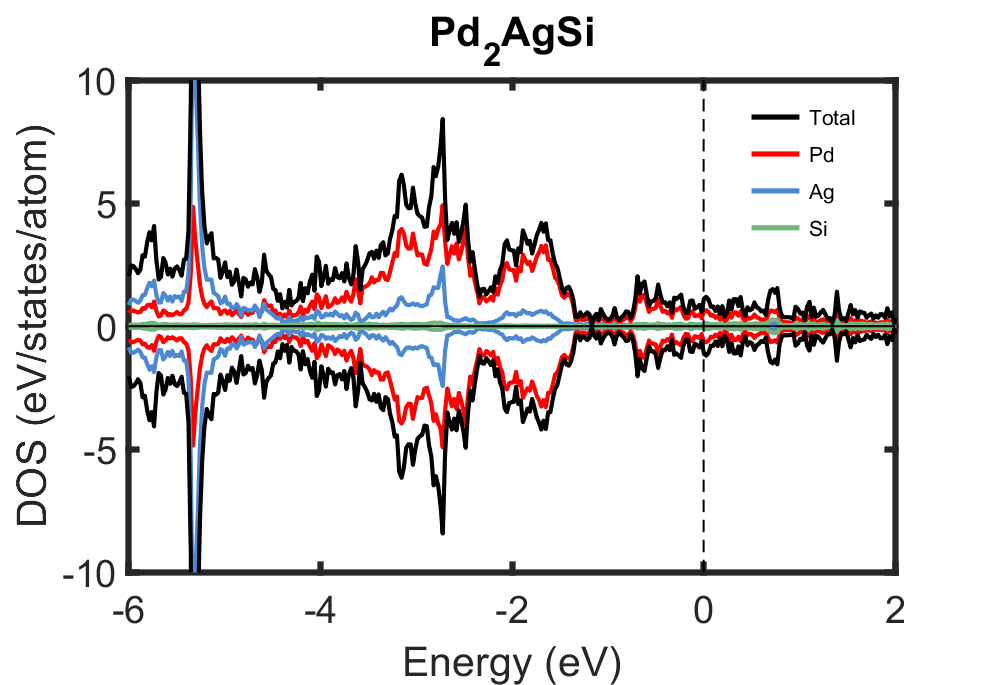 Pd2AgSi
10
5
0
-5
-10
DOS (eV/states/atom)
Total
Pd
Ag
Si
-6 -4 -2 0 2
Energy (eV)